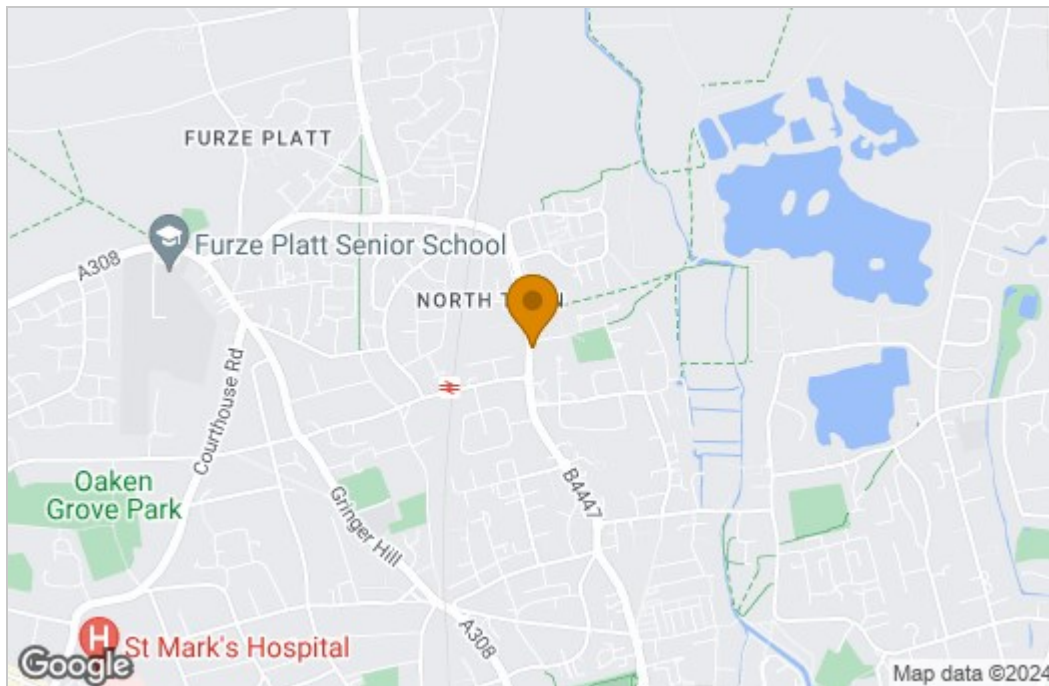 FURZE PLATT
Furze Platt Senior School
A308
NORTH
Courthouse Rd
Oaken
Grove Park
Gringer Hill
B4447
A308
H
St Mark's Hospital
Google
Map data ©2024